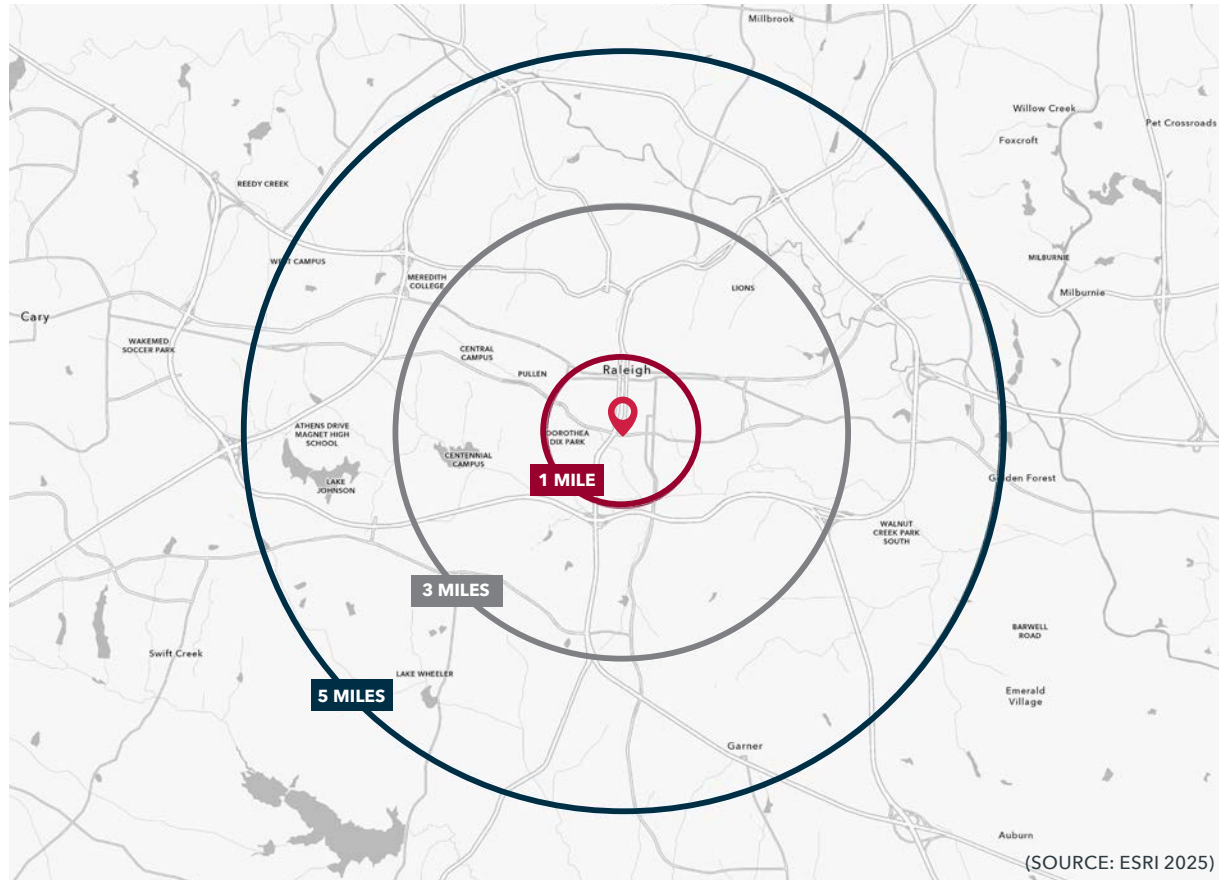 Millbrook
Willow Creek
Pet Crossroads
Foxcroft
REEDY CREEK
WEST CAMPUS
MILBURNIE
MEREDITH
COLLEGE
LIONS
Milburnie
Cary
WAKEMED
SOCCER PARK
CENTRAL
CAMPUS
PULLEN
Raleigh
ATHENS DRIVE
MAGNET HIGH
SCHOOL
DOROTHEA
DIX PARK
CENTENNIAL
CAMPUS
1 MILE
LAKE
JOHNSON
Golden Forest
WALNUT
CREEK PARK
SOUTH
3 MILES
BARWELL
ROAD
Swift Creek
LAKE WHEELER
5 MILES
Emerald
Village
Garner
Auburn
(SOURCE: ESRI 2025)